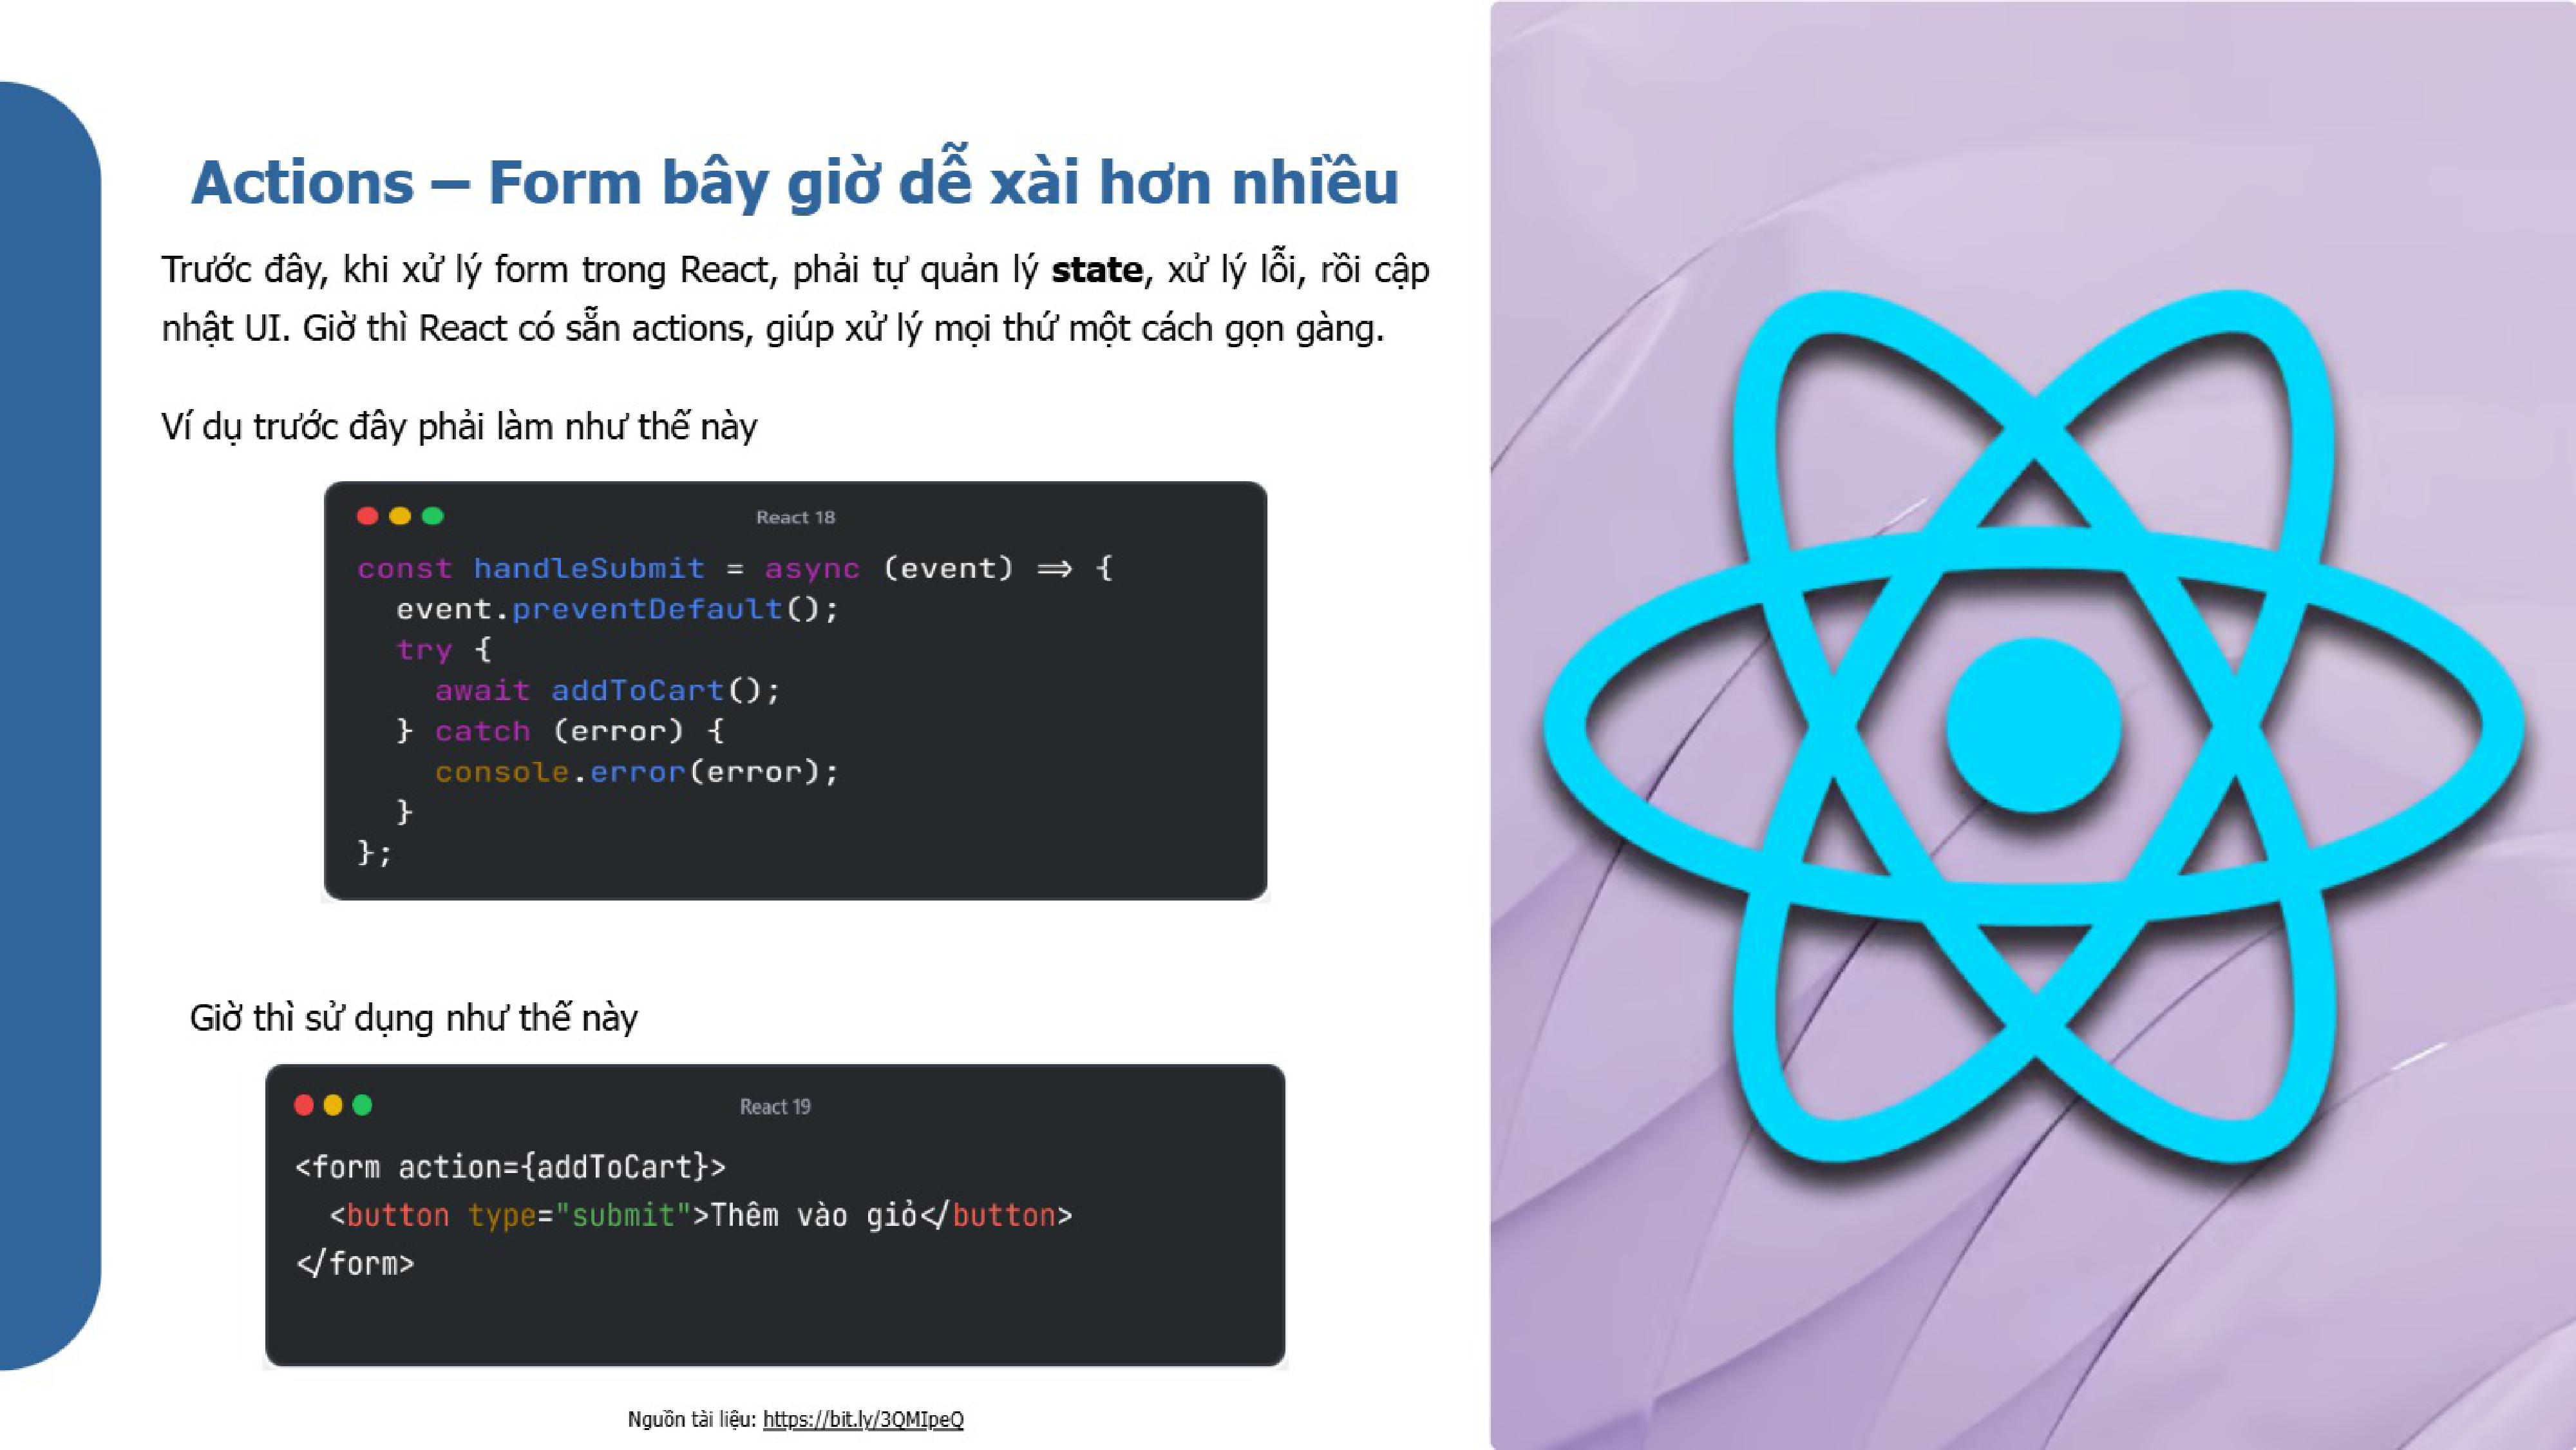 Actions – Form bây giờ dễ xài hơn nhiều
Trước đây, khi xử lý form trong React, phải tự quản lý state, xử lý lỗi, rồi cập
nhật UI. Giờ thì React có sẵn actions, giúp xử lý mọi thứ một cách gọn gàng.
Ví dụ trước đây phải làm như thế này
React 18
const handleSubmit = async (event) => {
  event.preventDefault();
  try {
    await addToCart();
  } catch (error) {
    console.error(error);
  }
};
Giờ thì sử dụng như thế này
React 19
<form action={addToCart}>
  <button type="submit">Thêm vào giỏ</button>
</form>
Nguồn tài liệu: https://bit.ly/3QMIpeQ